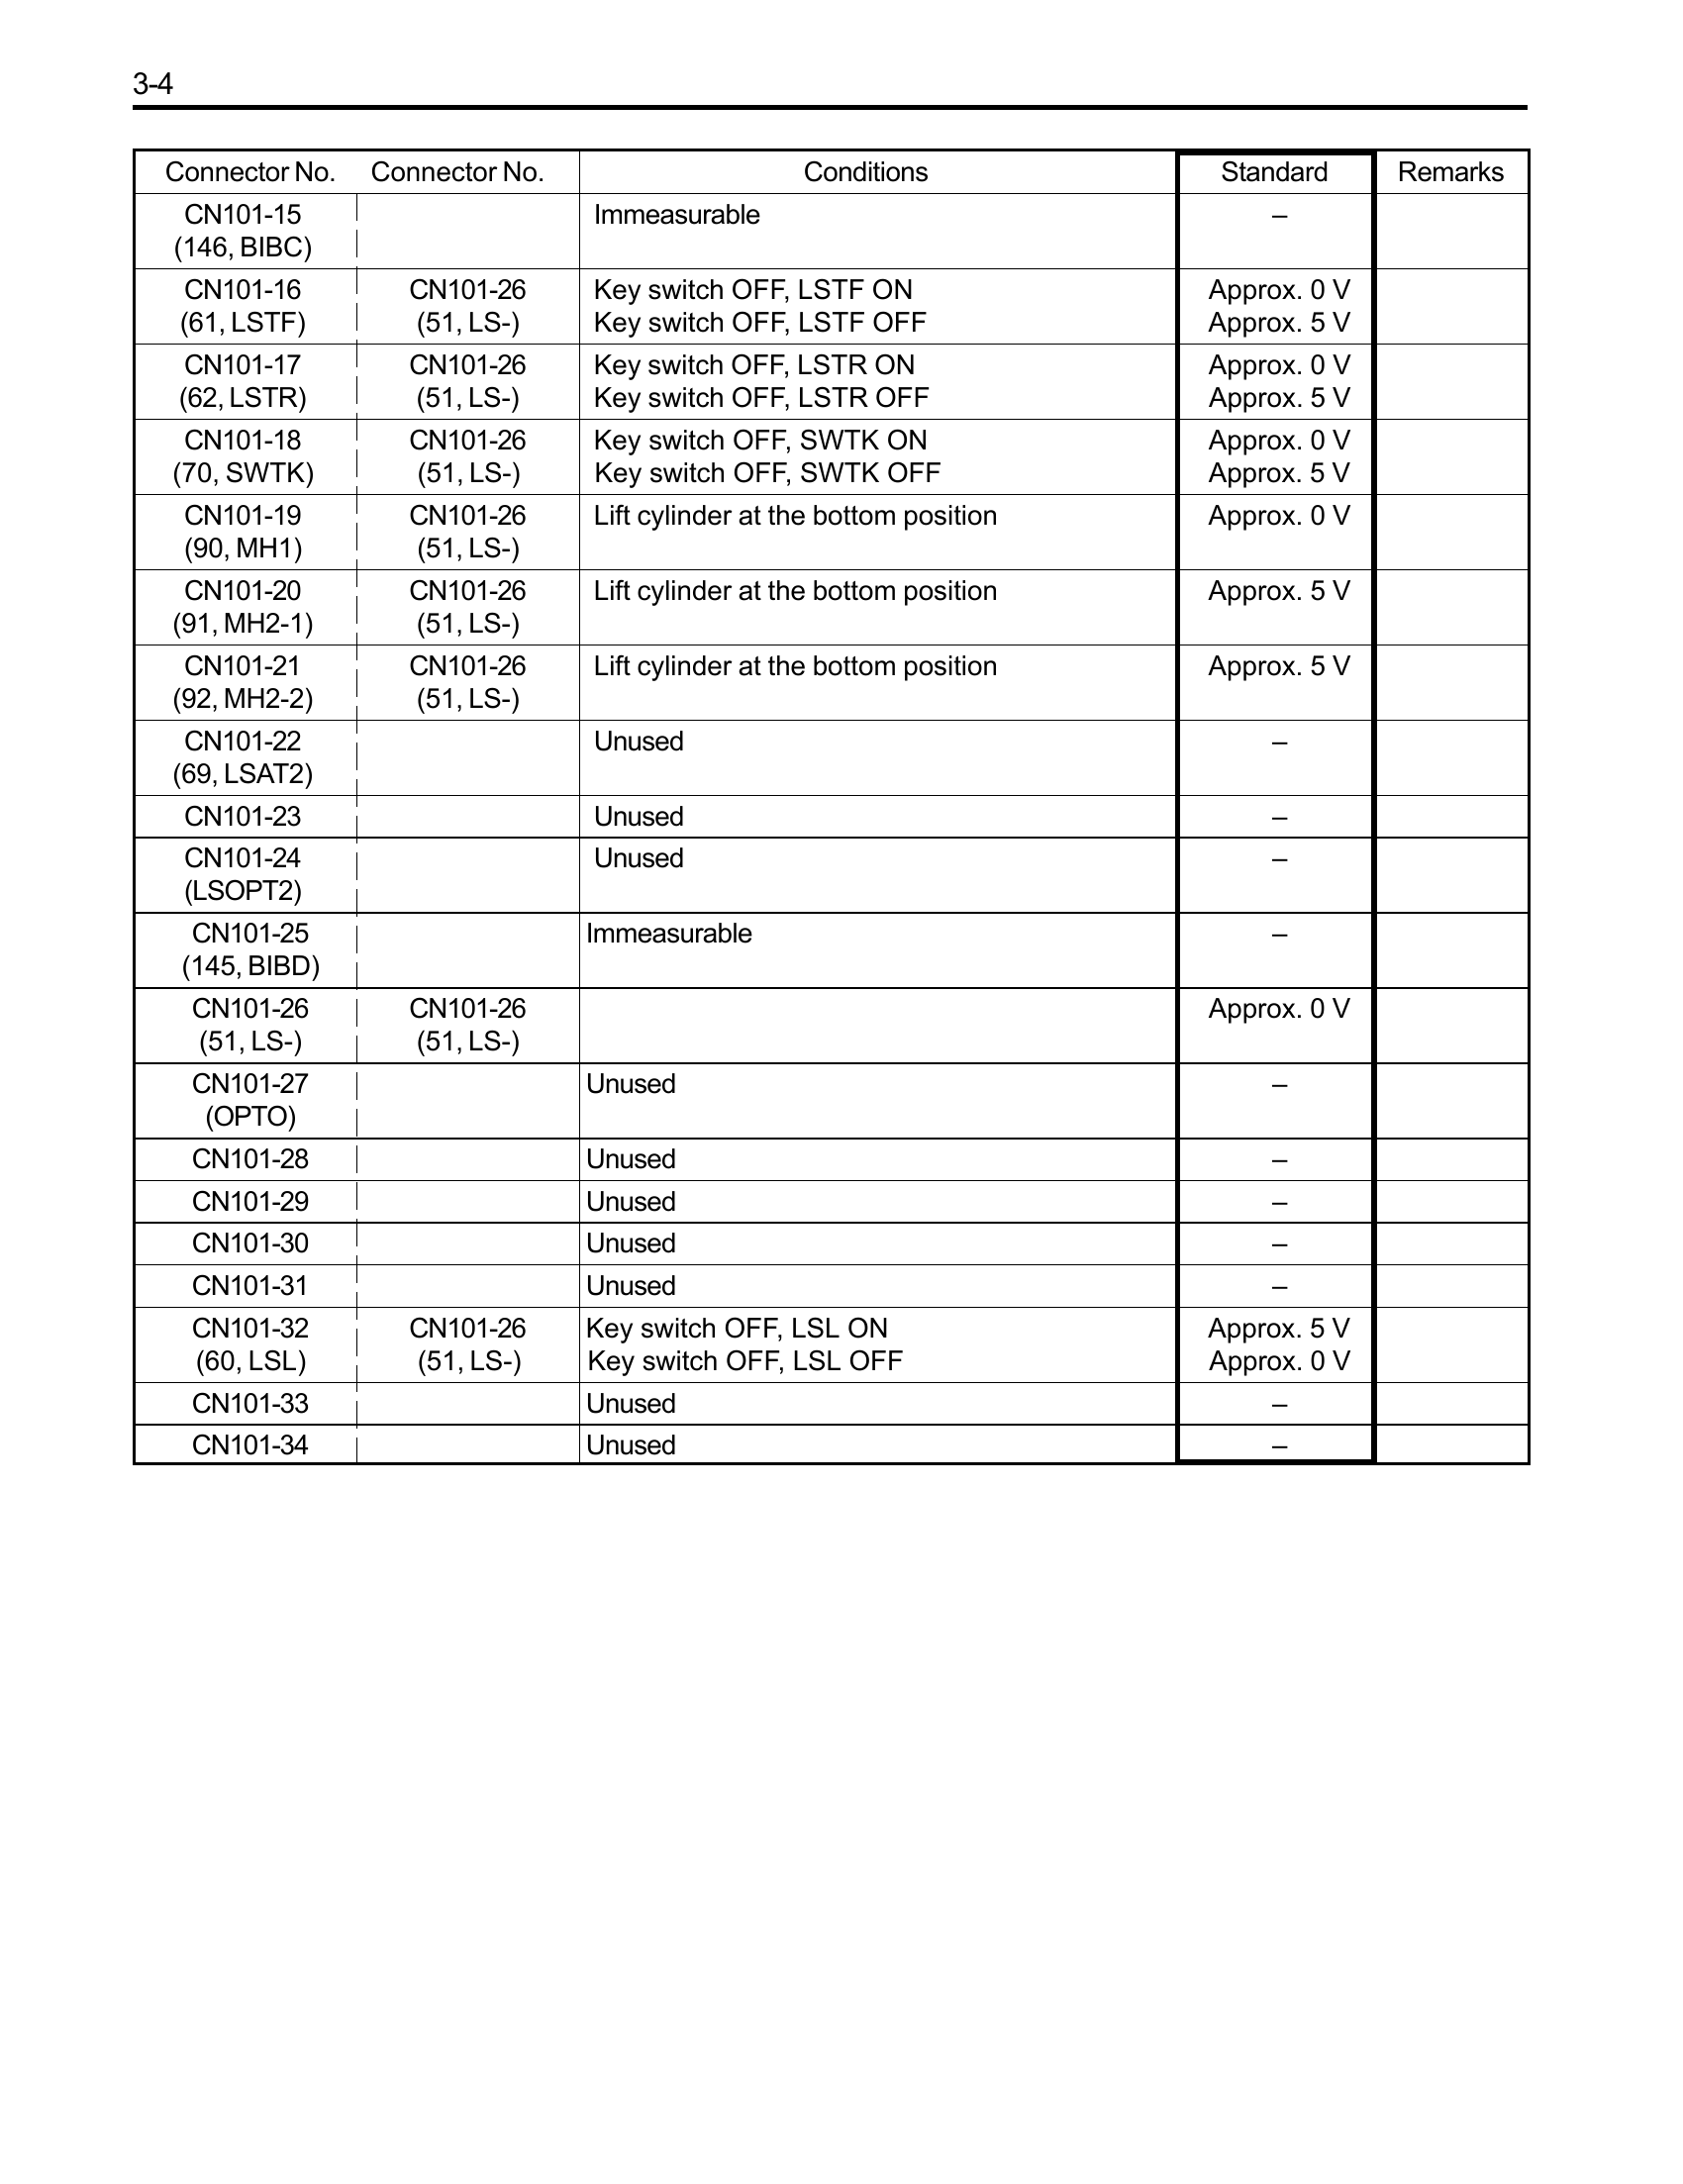 3-4
Connector No. Connector No. Conditions Standard Remarks
CN101-15 Immeasurable –
(146, BIBC)
CN101-16 CN101-26 Key switch OFF, LSTF ON Approx. 0 V
(61, LSTF) (51, LS-) Key switch OFF, LSTF OFF Approx. 5 V
CN101-17 CN101-26 Key switch OFF, LSTR ON Approx. 0 V
(62, LSTR) (51, LS-) Key switch OFF, LSTR OFF Approx. 5 V
CN101-18 CN101-26 Key switch OFF, SWTK ON Approx. 0 V
(70, SWTK) (51, LS-) Key switch OFF, SWTK OFF Approx. 5 V
CN101-19 CN101-26 Lift cylinder at the bottom position Approx. 0 V
(90, MH1) (51, LS-)
CN101-20 CN101-26 Lift cylinder at the bottom position Approx. 5 V
(91, MH2-1) (51, LS-)
CN101-21 CN101-26 Lift cylinder at the bottom position Approx. 5 V
(92, MH2-2) (51, LS-)
CN101-22 Unused –
(69, LSAT2)
CN101-23 Unused –
CN101-24 Unused –
(LSOPT2)
CN101-25 Immeasurable –
(145, BIBD)
CN101-26 CN101-26 Approx. 0 V
(51, LS-) (51, LS-)
CN101-27 Unused –
(OPTO)
CN101-28 Unused –
CN101-29 Unused –
CN101-30 Unused –
CN101-31 Unused –
CN101-32 CN101-26 Key switch OFF, LSL ON Approx. 5 V
(60, LSL) (51, LS-) Key switch OFF, LSL OFF Approx. 0 V
CN101-33 Unused –
CN101-34 Unused –